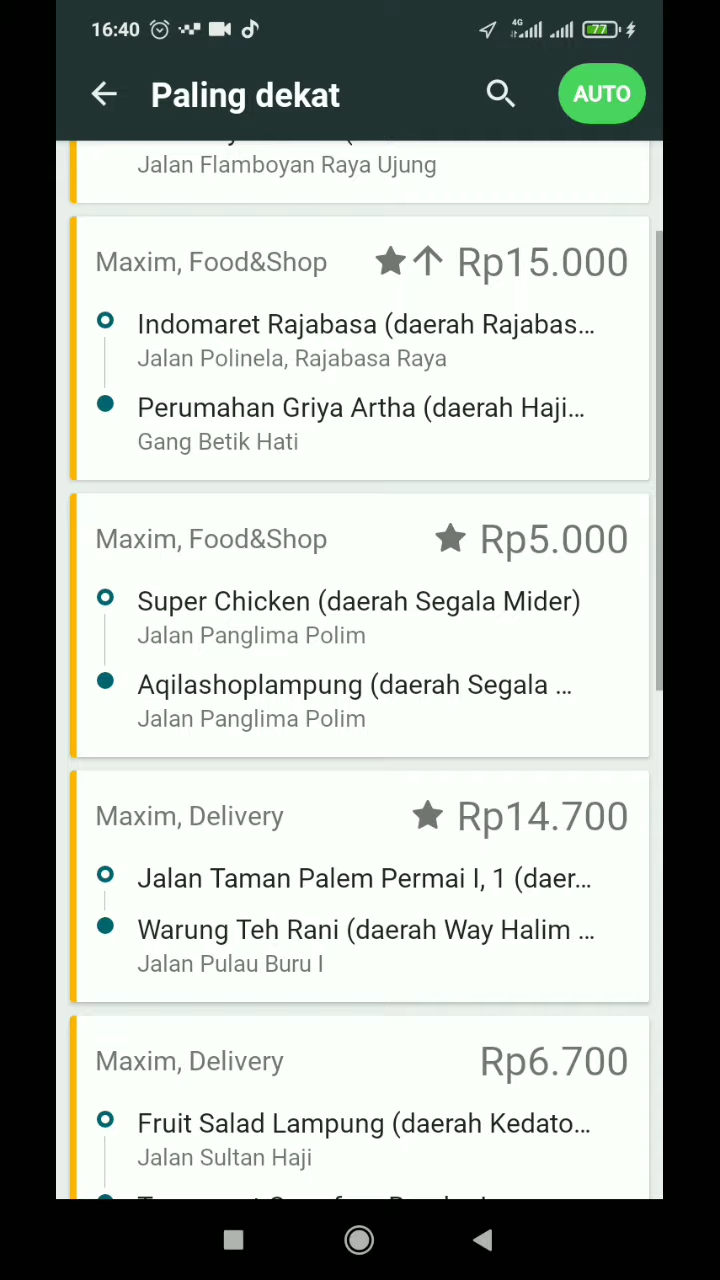 16:40
4G
77
Paling dekat
AUTO
Jalan Flamboyan Raya Ujung
Maxim, Food&Shop
Rp15.000
Indomaret Rajabasa (daerah Rajabas...
Jalan Polinela, Rajabasa Raya
Perumahan Griya Artha (daerah Haji...
Gang Betik Hati
Maxim, Food&Shop
Rp5.000
Super Chicken (daerah Segala Mider)
Jalan Panglima Polim
Aqilashoplampung (daerah Segala ...
Jalan Panglima Polim
Maxim, Delivery
Rp14.700
Jalan Taman Palem Permai I, 1 (daer...
Warung Teh Rani (daerah Way Halim ...
Jalan Pulau Buru I
Maxim, Delivery
Rp6.700
Fruit Salad Lampung (daerah Kedato...
Jalan Sultan Haji